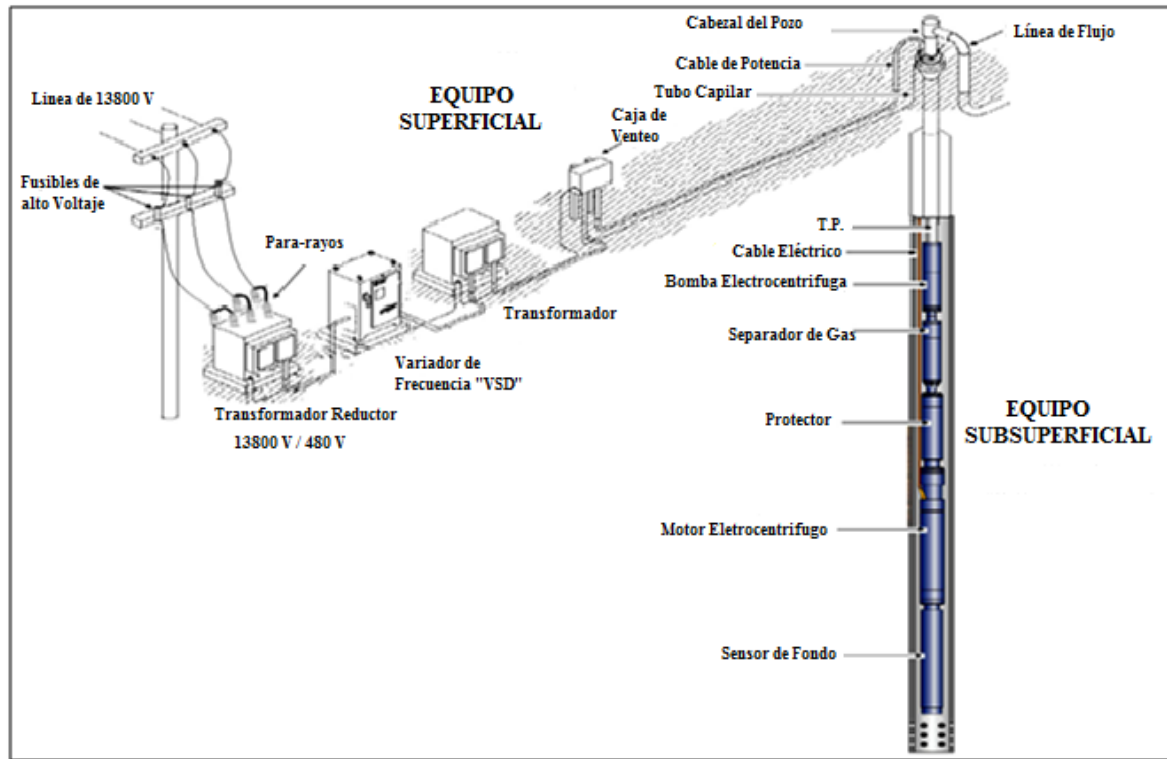 Cabezal del Pozo
Línea de Flujo
Cable de Potencia
Tubo Capilar
EQUIPO
SUPERFICIAL
Caja de
Venteo
Linea de 13800 V
Fusibles de
alto Voltaje
Para-rayos
Transformador
Variador de
Frecuencia "VSD"
Transformador Reductor
13800 V / 480 V
T.P.
Cable Eléctrico
Bomba Electrocentrifuga
Separador de Gas
Protector
EQUIPO
SUBSUPERFICIAL
Motor Eletrocentrifugo
Sensor de Fondo